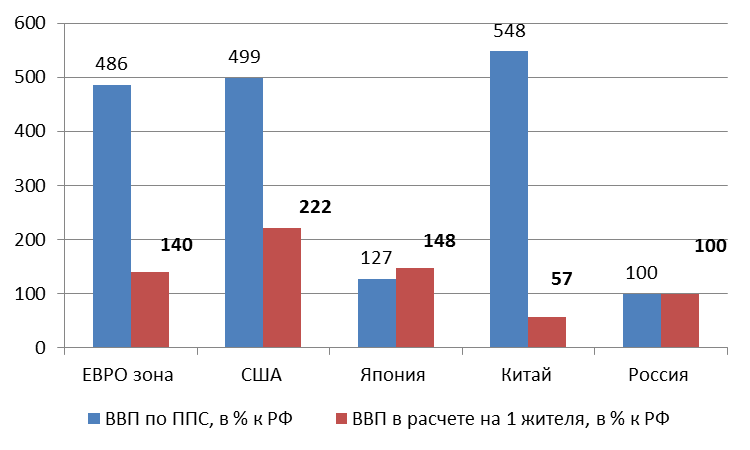 600
500
400
300
200
100
0
486
140
499
222
127
148
548
57
100
100
ЕВРО зона
США
Япония
Китай
Россия
ВВП по ППС, в % к РФ
ВВП в расчете на 1 жителя, в % к РФ